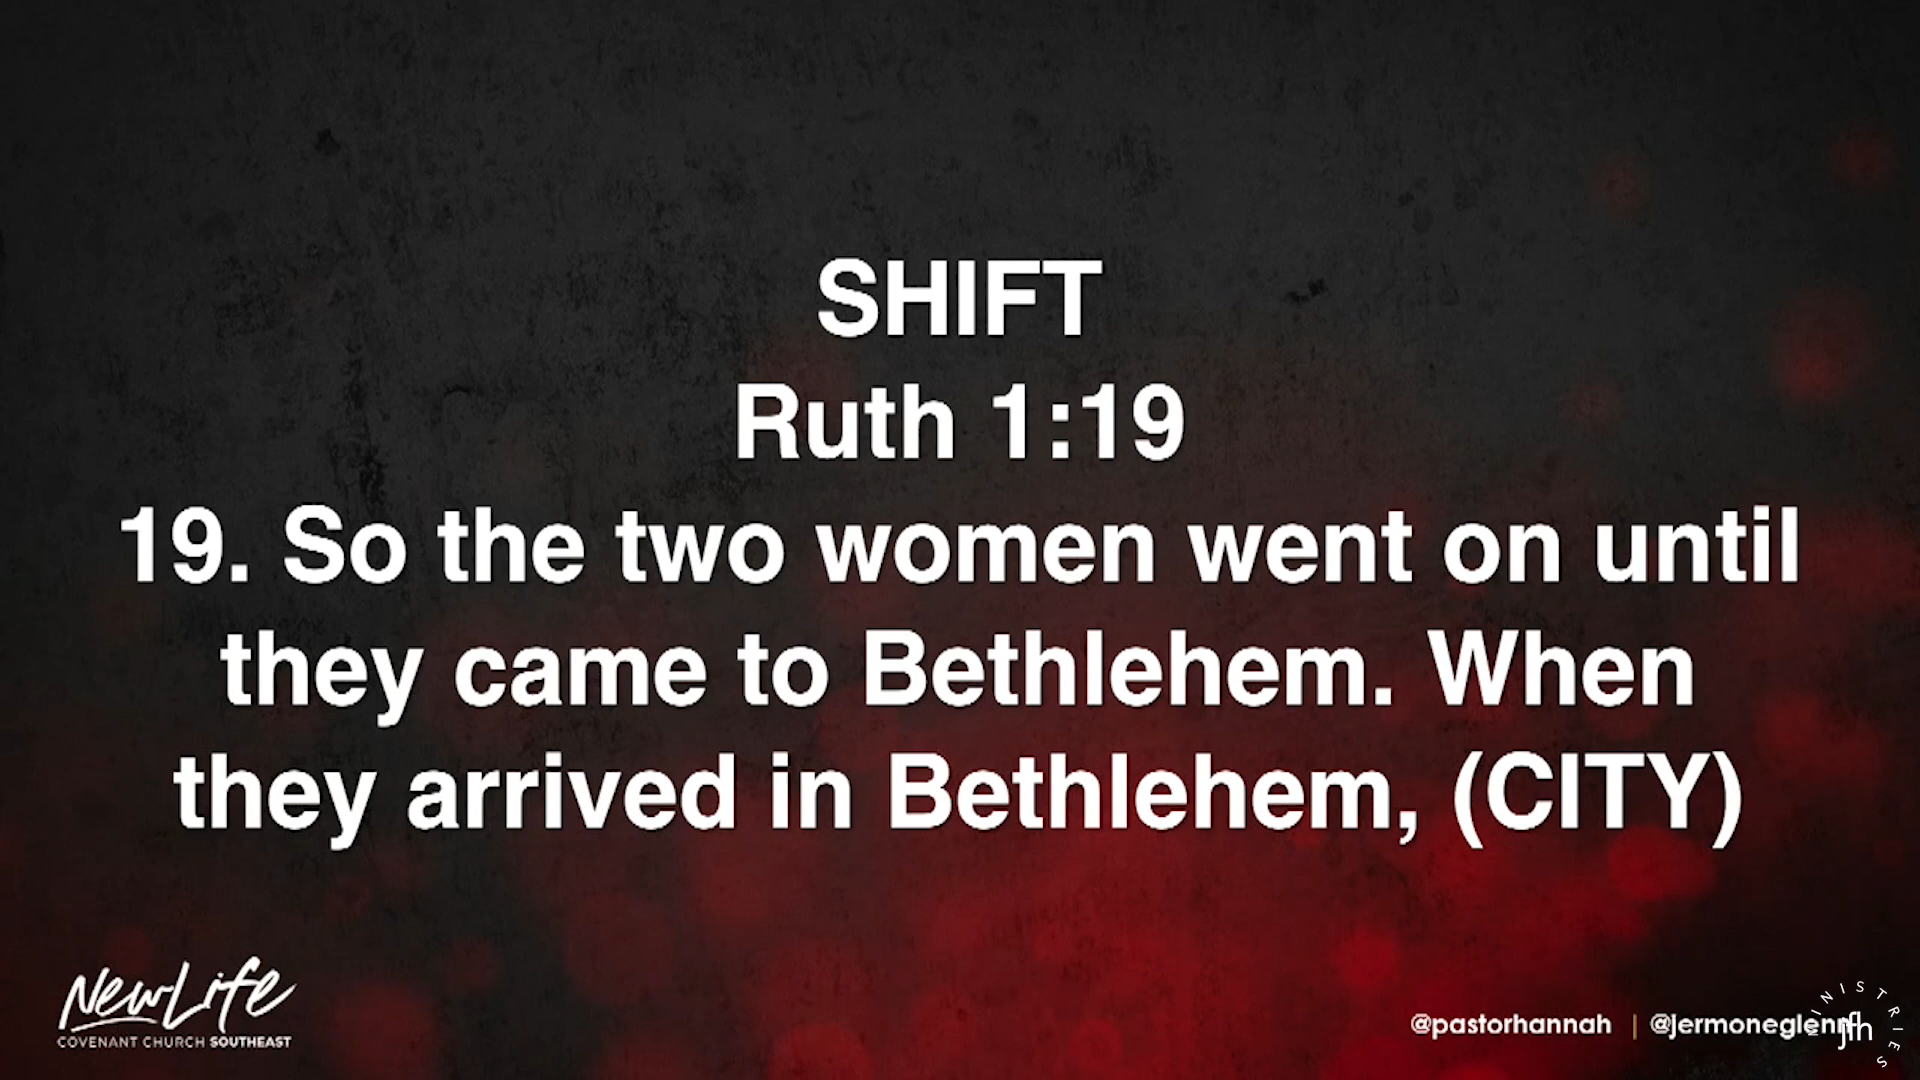 SHIFT
Ruth 1:19
19. So the two women went on until
they came to Bethlehem. When
they arrived in Bethlehem, (CITY)
NewLife
COVENANT CHURCH SOUTHEAST
@pastorhannah | @jermoneglenn
jfh
MINISTRIES